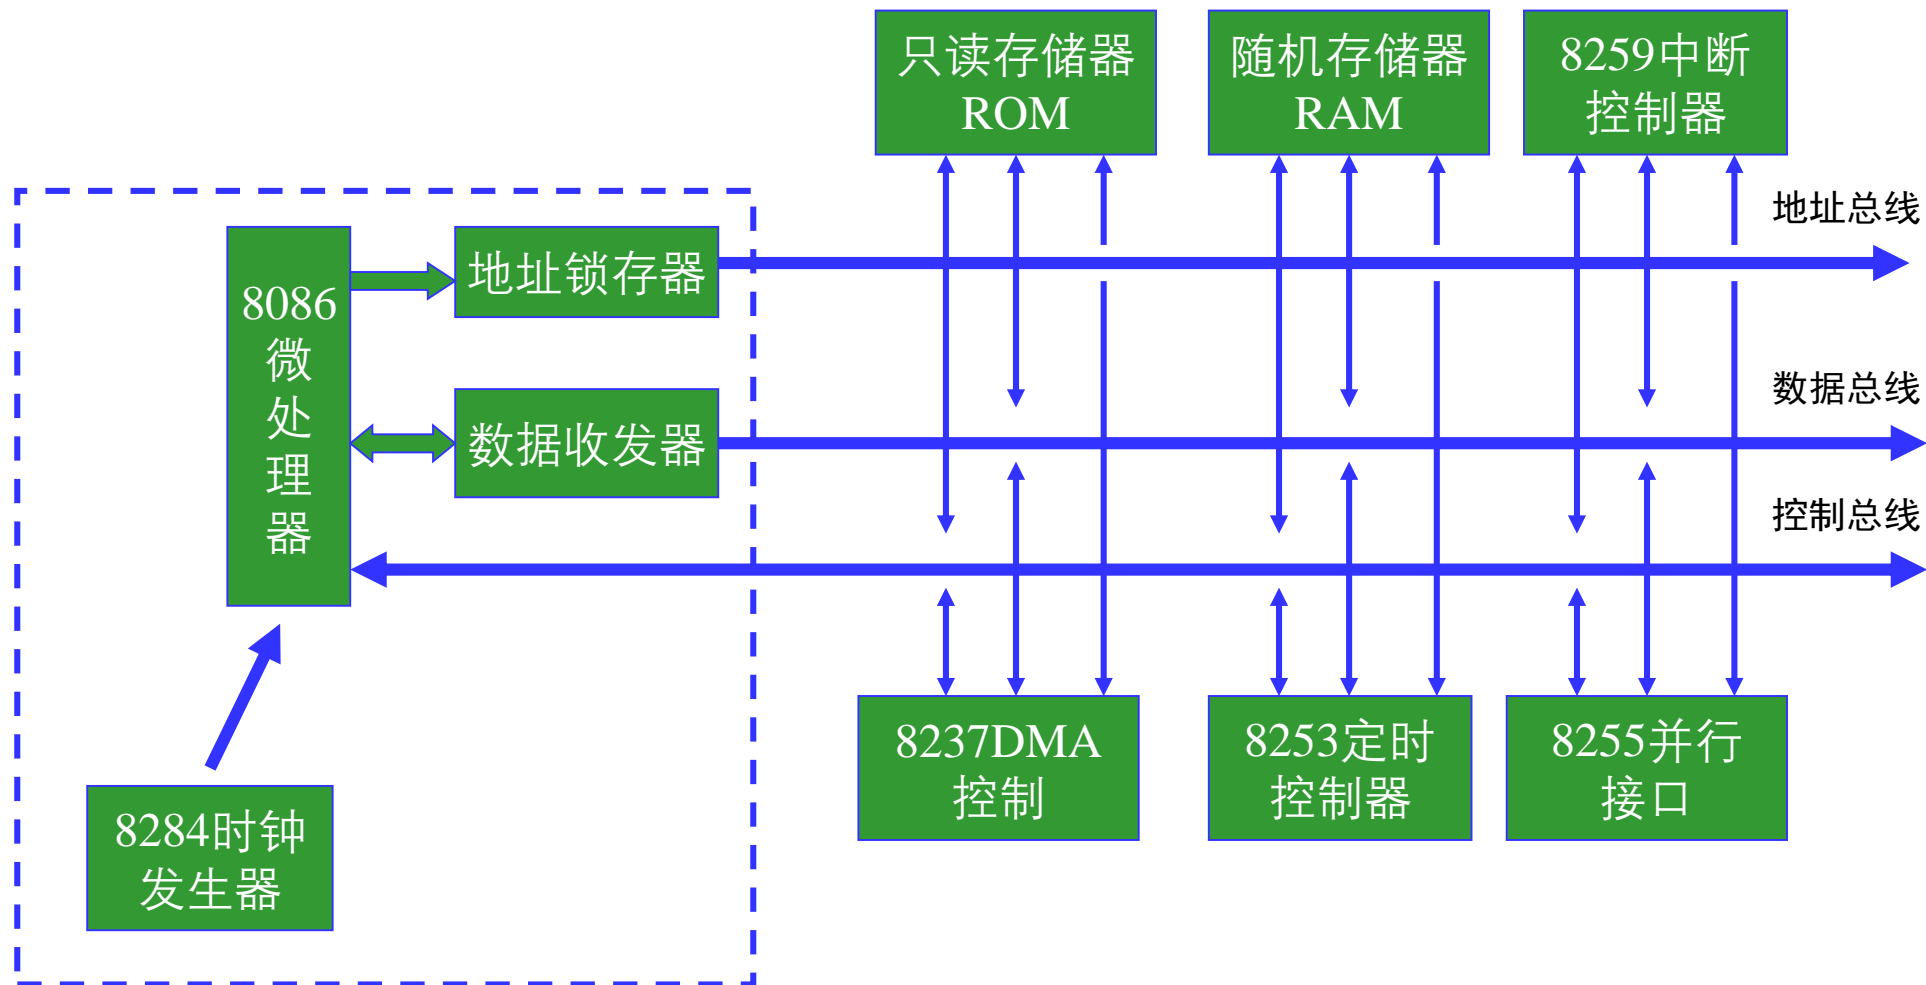 只读存储器
ROM
随机存储器
RAM
8259中断
控制器
地址总线
8086
微
处
理
器
地址锁存器
数据收发器
数据总线
控制总线
8237DMA
控制
8253定时
控制器
8255并行
接口
8284时钟
发生器